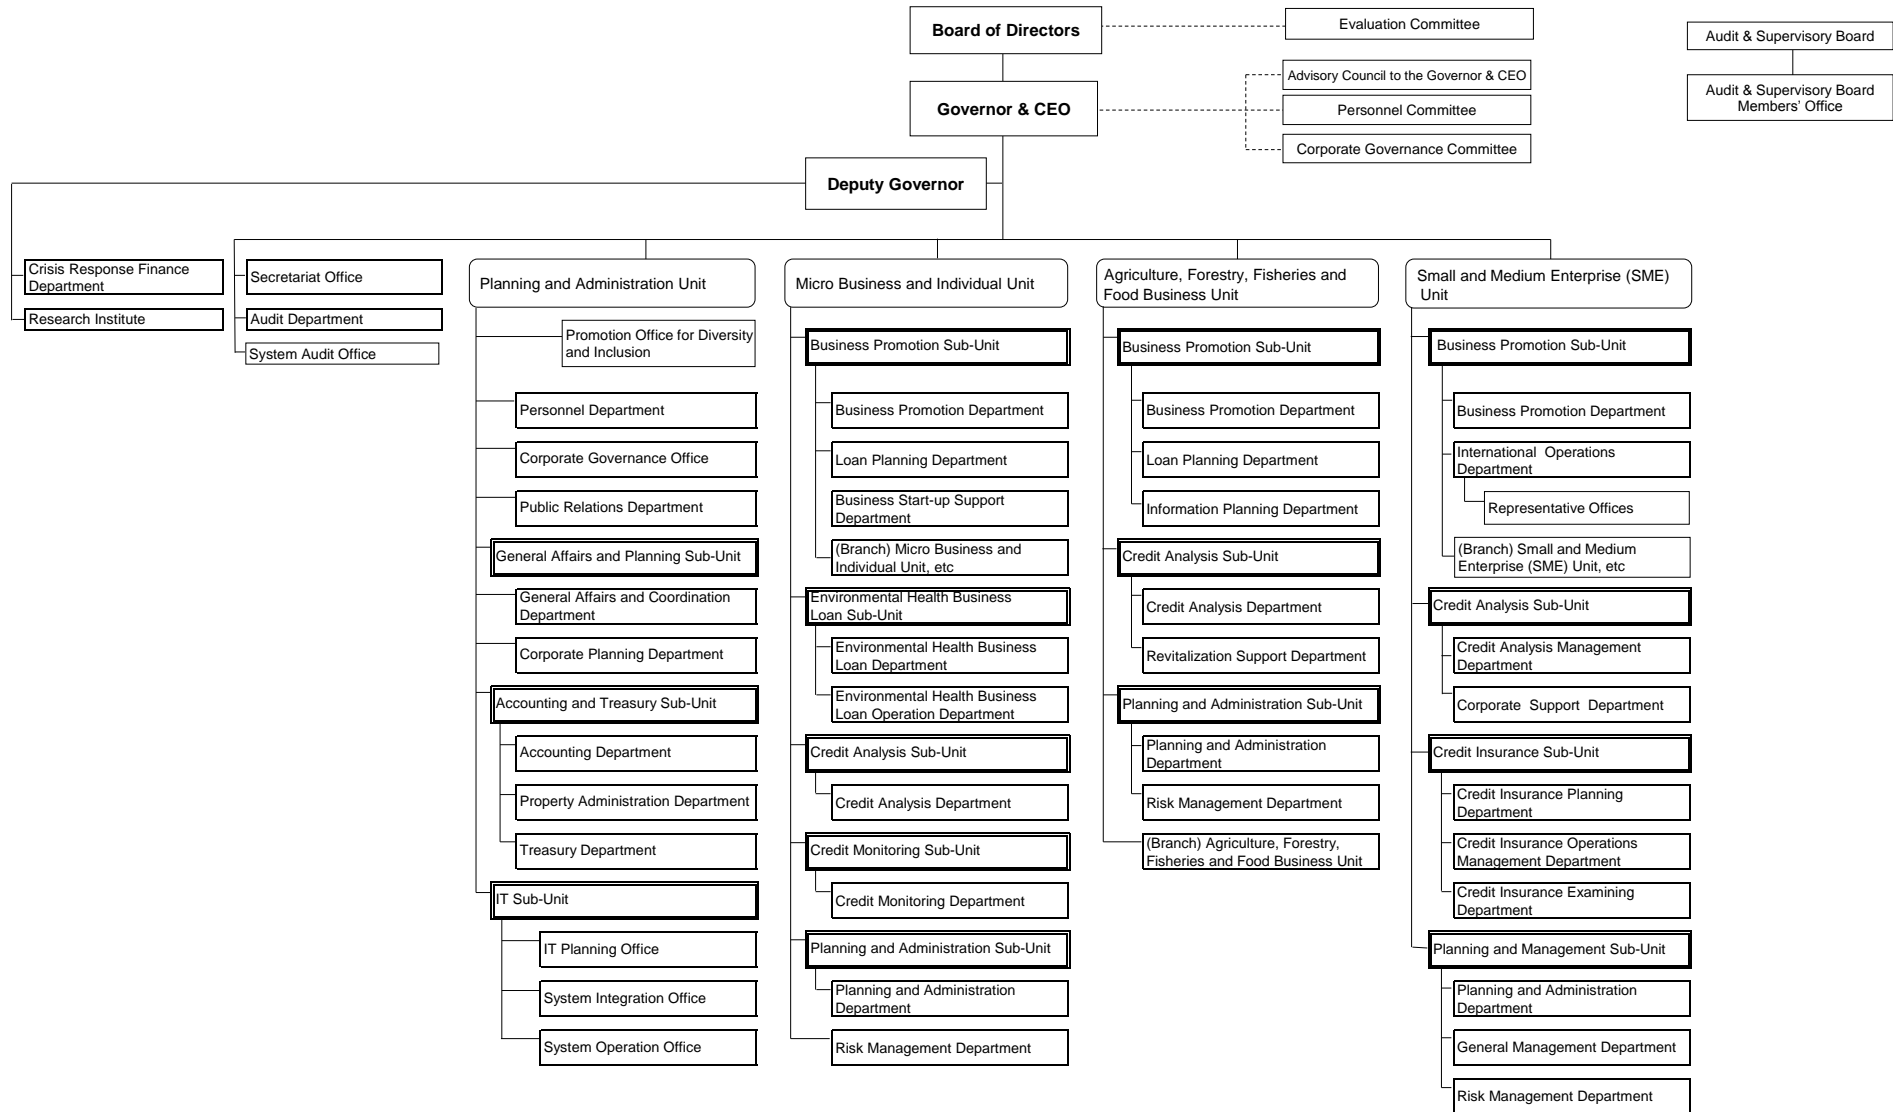 Board of Directors
Evaluation Committee
Audit & Supervisory Board
Advisory Council to the Governor & CEO
Audit & Supervisory Board
Members' Office
Governor & CEO
Personnel Committee
Corporate Governance Committee
Deputy Governor
Crisis Response Finance
Department
Research Institute
Secretariat Office
Audit Department
System Audit Office
Planning and Administration Unit
Promotion Office for Diversity
and Inclusion
Personnel Department
Corporate Governance Office
Public Relations Department
General Affairs and Planning Sub-Unit
General Affairs and Coordination
Department
Corporate Planning Department
Accounting and Treasury Sub-Unit
Accounting Department
Property Administration Department
Treasury Department
IT Sub-Unit
IT Planning Office
System Integration Office
System Operation Office
Micro Business and Individual Unit
Business Promotion Sub-Unit
Business Promotion Department
Loan Planning Department
Business Start-up Support
Department
(Branch) Micro Business and
Individual Unit, etc
Environmental Health Business
Loan Sub-Unit
Environmental Health Business
Loan Department
Environmental Health Business
Loan Operation Department
Credit Analysis Sub-Unit
Credit Analysis Department
Credit Monitoring Sub-Unit
Credit Monitoring Department
Planning and Administration Sub-Unit
Planning and Administration
Department
Risk Management Department
Agriculture, Forestry, Fisheries and
Food Business Unit
Business Promotion Sub-Unit
Business Promotion Department
Loan Planning Department
Information Planning Department
Credit Analysis Sub-Unit
Credit Analysis Department
Revitalization Support Department
Planning and Administration Sub-Unit
Planning and Administration
Department
Risk Management Department
(Branch) Agriculture, Forestry,
Fisheries and Food Business Unit
Small and Medium Enterprise (SME)
Unit
Business Promotion Sub-Unit
Business Promotion Department
International Operations
Department
Representative Offices
(Branch) Small and Medium
Enterprise (SME) Unit, etc
Credit Analysis Sub-Unit
Credit Analysis Management
Department
Corporate Support Department
Credit Insurance Sub-Unit
Credit Insurance Planning
Department
Credit Insurance Operations
Management Department
Credit Insurance Examining
Department
Planning and Management Sub-Unit
Planning and Administration
Department
General Management Department
Risk Management Department